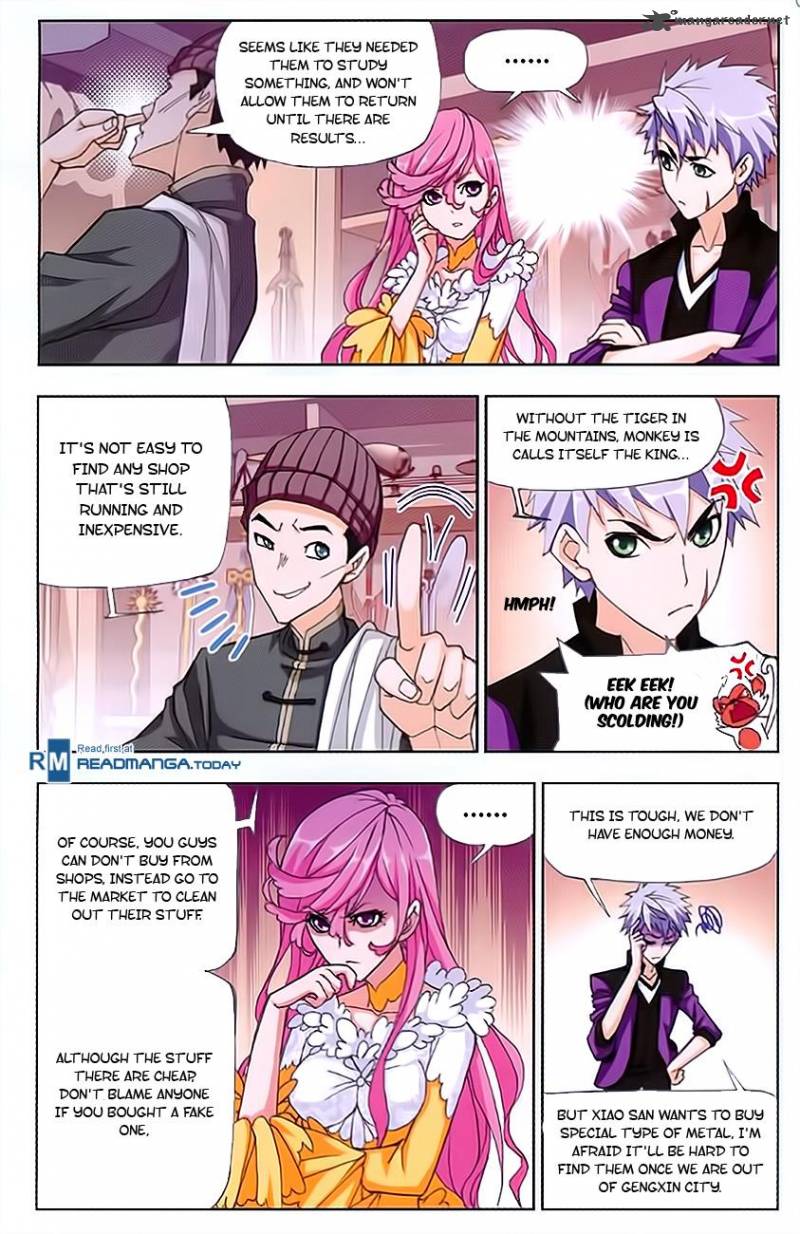 mangareader.net
SEEMS LIKE THEY NEEDED
THEM TO STUDY
SOMETHING, AND WON'T
ALLOW THEM TO RETURN
UNTIL THERE ARE
RESULTS...
......
IT'S NOT EASY TO
FIND ANY SHOP
THAT'S STILL
RUNNING AND
INEXPENSIVE.
WITHOUT THE TIGER IN
THE MOUNTAINS, MONKEY IS
CALLS ITSELF THE KING...
HMPH!
EEK EEK!
(WHO ARE YOU
SCOLDING!)
RM Read first at
READMANGA.TODAY
OF COURSE, YOU GUYS
CAN DON'T BUY FROM
SHOPS, INSTEAD GO TO
THE MARKET TO CLEAN
OUT THEIR STUFF.
......
ALTHOUGH THE STUFF
THERE ARE CHEAP,
DON'T BLAME ANYONE
IF YOU BOUGHT A FAKE
ONE,
THIS IS TOUGH, WE DON'T
HAVE ENOUGH MONEY.
BUT XIAO SAN WANTS TO BUY
SPECIAL TYPE OF METAL, I'M
AFRAID IT'LL BE HARD TO
FIND THEM ONCE WE ARE OUT
OF GENGXIN CITY.